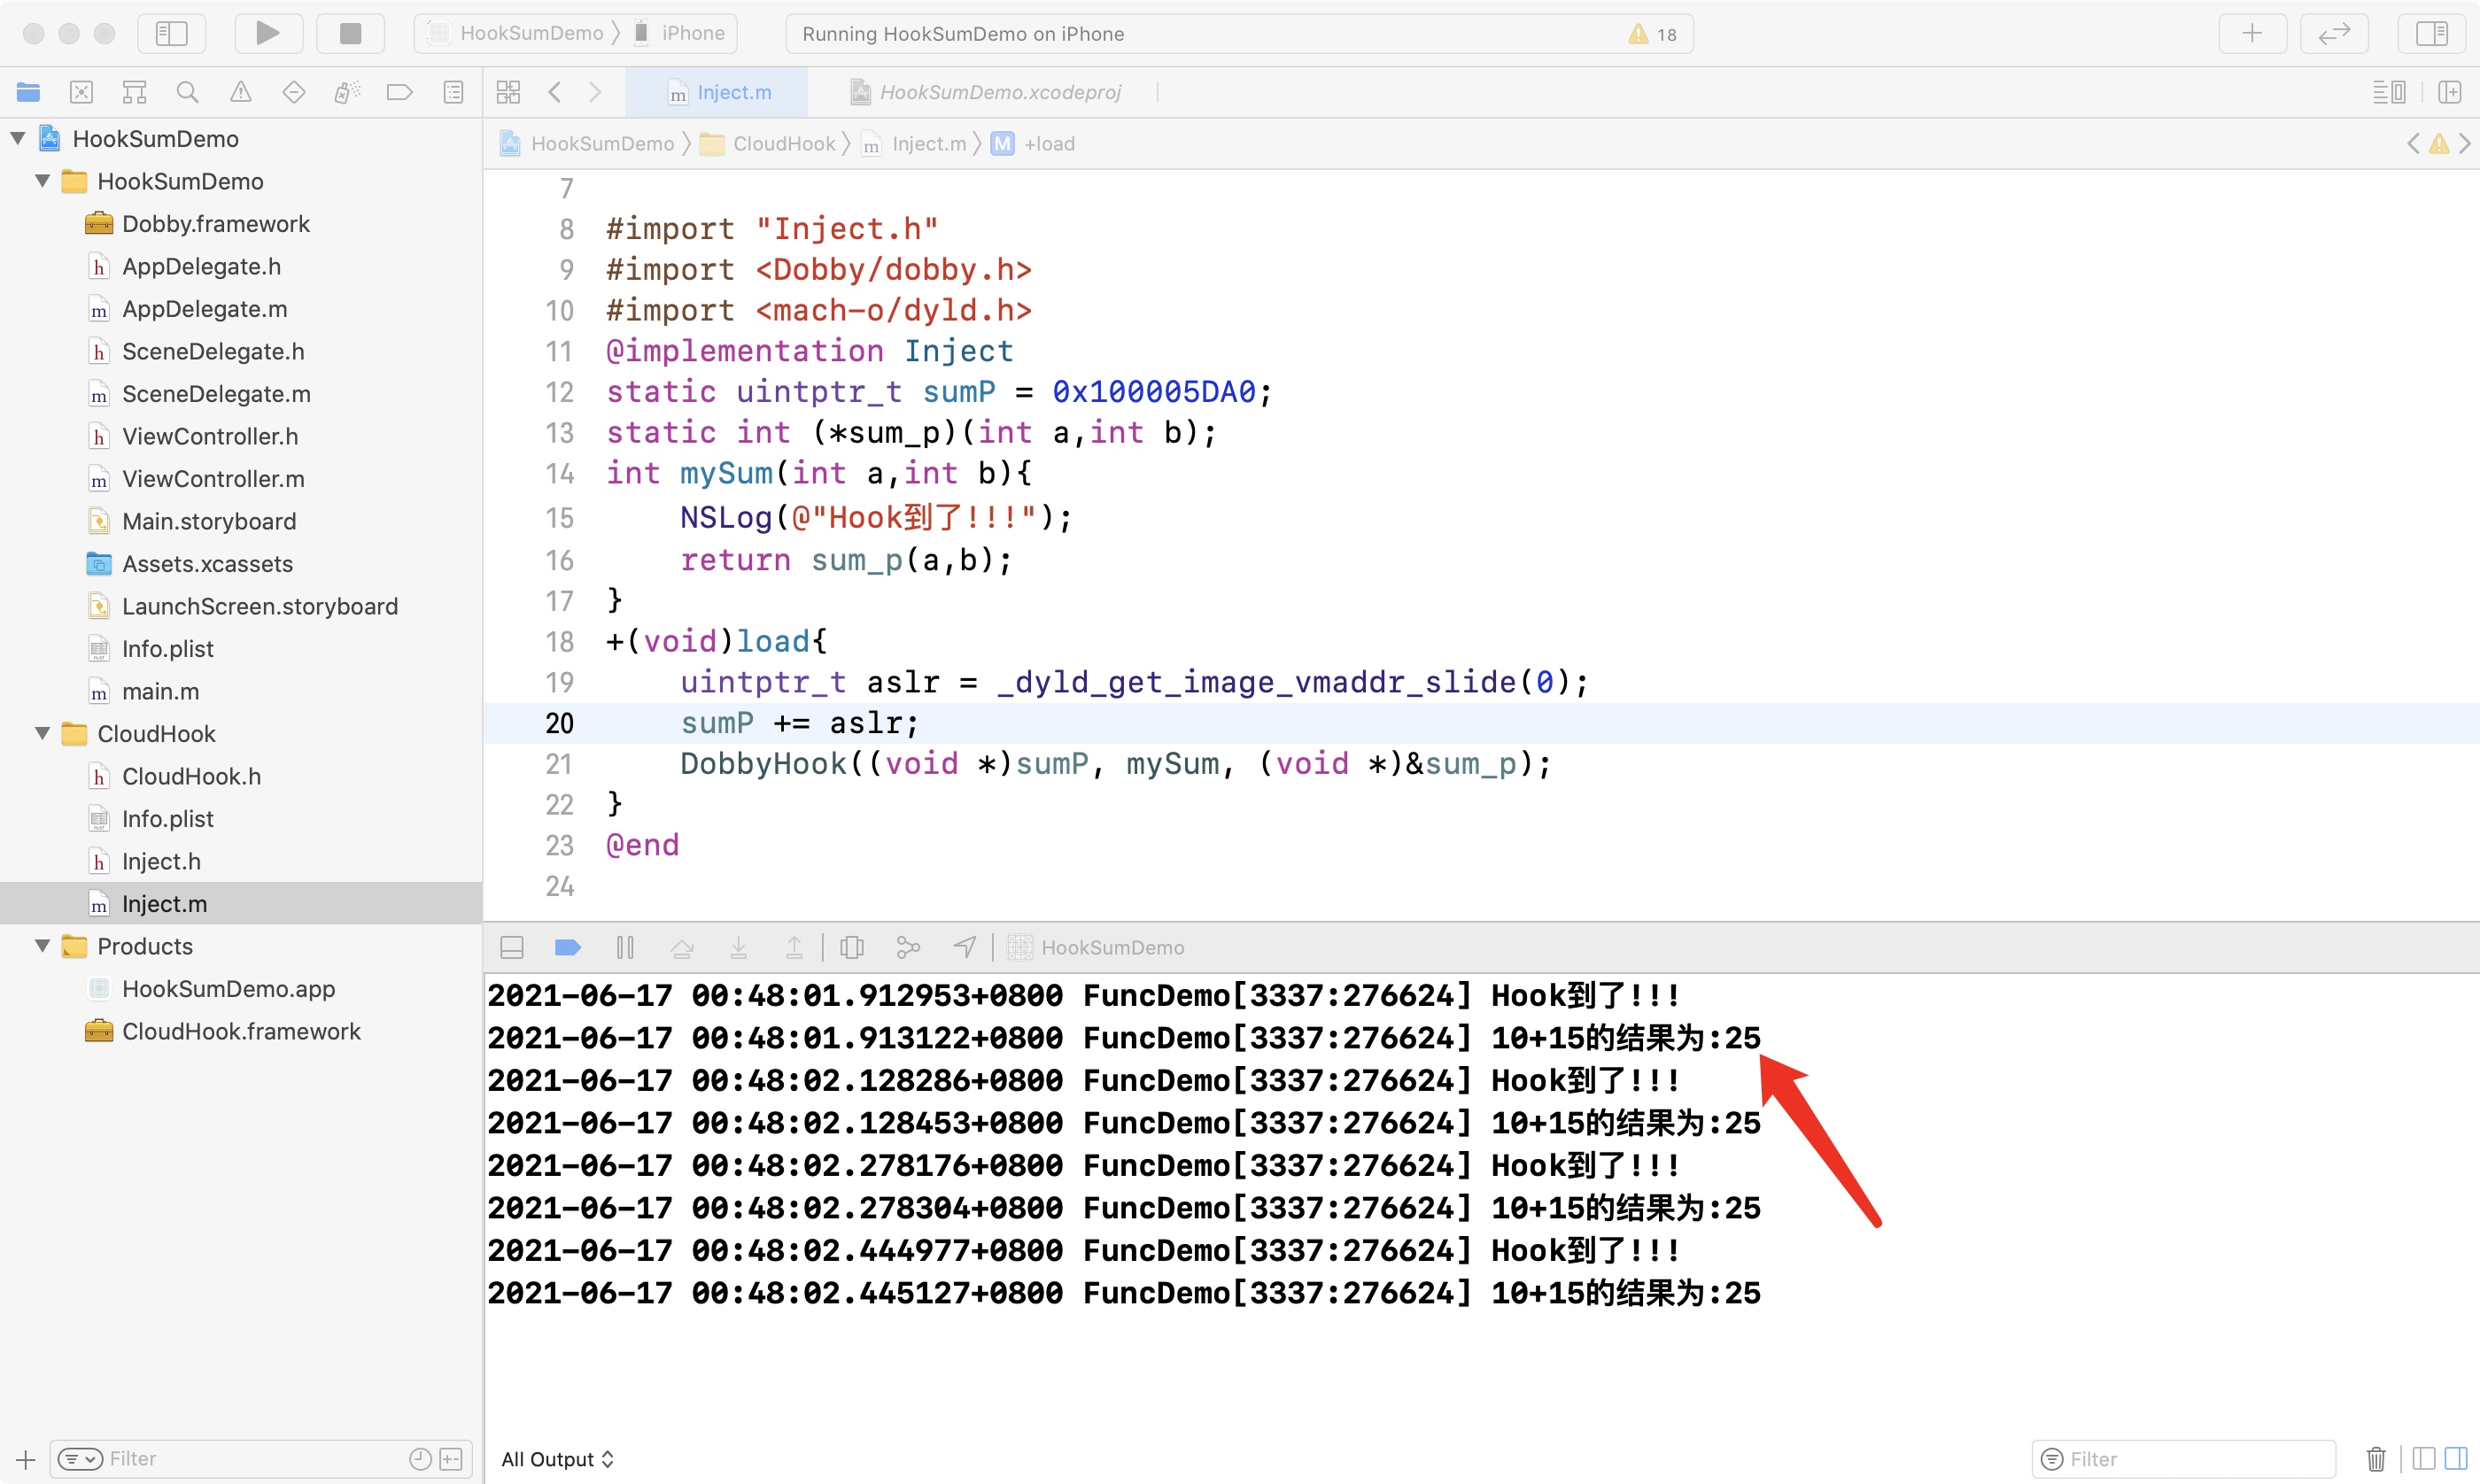 HookSumDemo 〉 iPhone
Running HookSumDemo on iPhone
18
Inject.m
HookSumDemo.xcodeproj
HookSumDemo 〉 CloudHook 〉 m Inject.m 〉 M +load
HookSumDemo
HookSumDemo
Dobby.framework
h AppDelegate.h
m AppDelegate.m
h SceneDelegate.h
m SceneDelegate.m
h ViewController.h
m ViewController.m
Main.storyboard
Assets.xcassets
LaunchScreen.storyboard
Info.plist
m main.m
CloudHook
h CloudHook.h
Info.plist
h Inject.h
m Inject.m
Products
HookSumDemo.app
CloudHook.framework
Filter
7
8 #import "Inject.h"
9 #import <Dobby/dobby.h>
10 #import <mach-o/dyld.h>
11 @implementation Inject
12 static uintptr_t sumP = 0x100005DA0;
13 static int (*sum_p)(int a,int b);
14 int mySum(int a,int b){
15     NSLog(@"Hook到了!!!");
16     return sum_p(a,b);
17 }
18 +(void)load{
19     uintptr_t aslr = _dyld_get_image_vmaddr_slide(0);
20     sumP += aslr;
21     DobbyHook((void *)sumP, mySum, (void *)&sum_p);
22 }
23 @end
24
HookSumDemo
2021-06-17 00:48:01.912953+0800 FuncDemo[3337:276624] Hook到了!!!
2021-06-17 00:48:01.913122+0800 FuncDemo[3337:276624] 10+15的结果为:25
2021-06-17 00:48:02.128286+0800 FuncDemo[3337:276624] Hook到了!!!
2021-06-17 00:48:02.128453+0800 FuncDemo[3337:276624] 10+15的结果为:25
2021-06-17 00:48:02.278176+0800 FuncDemo[3337:276624] Hook到了!!!
2021-06-17 00:48:02.278304+0800 FuncDemo[3337:276624] 10+15的结果为:25
2021-06-17 00:48:02.444977+0800 FuncDemo[3337:276624] Hook到了!!!
2021-06-17 00:48:02.445127+0800 FuncDemo[3337:276624] 10+15的结果为:25
All Output
Filter